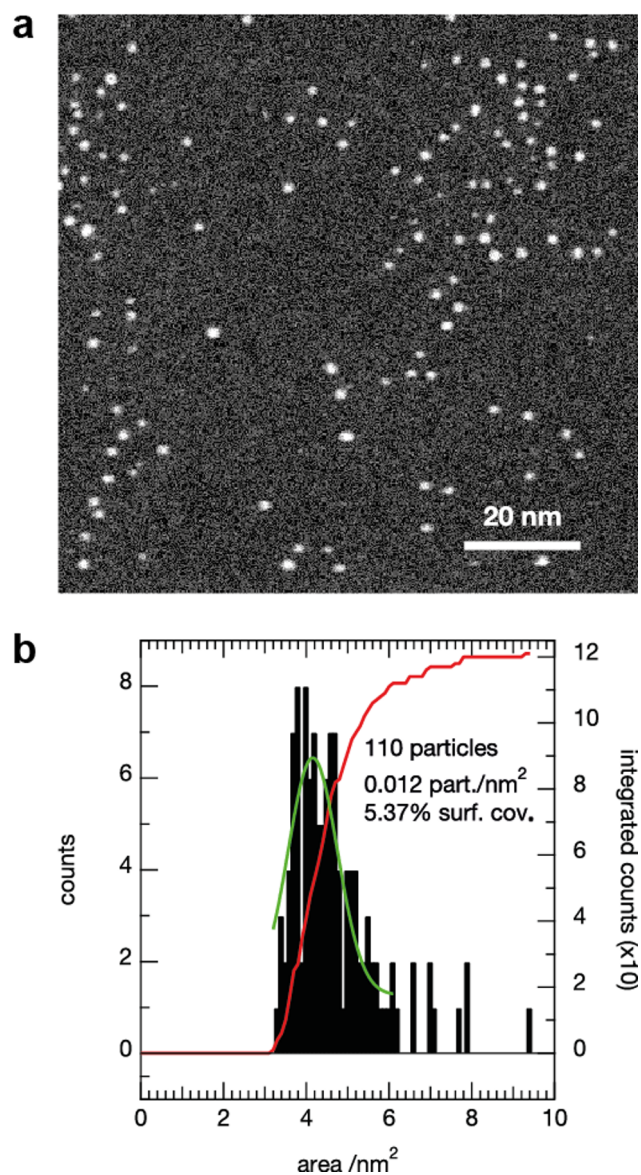 a
20 nm
b
8
6
4
2
0
counts
12
10
8
6
4
2
0
integrated counts
(x10)
110 particles
0.012 part./nm²
5.37% surf. cov.
0 2 4 6 8 10
area /nm²